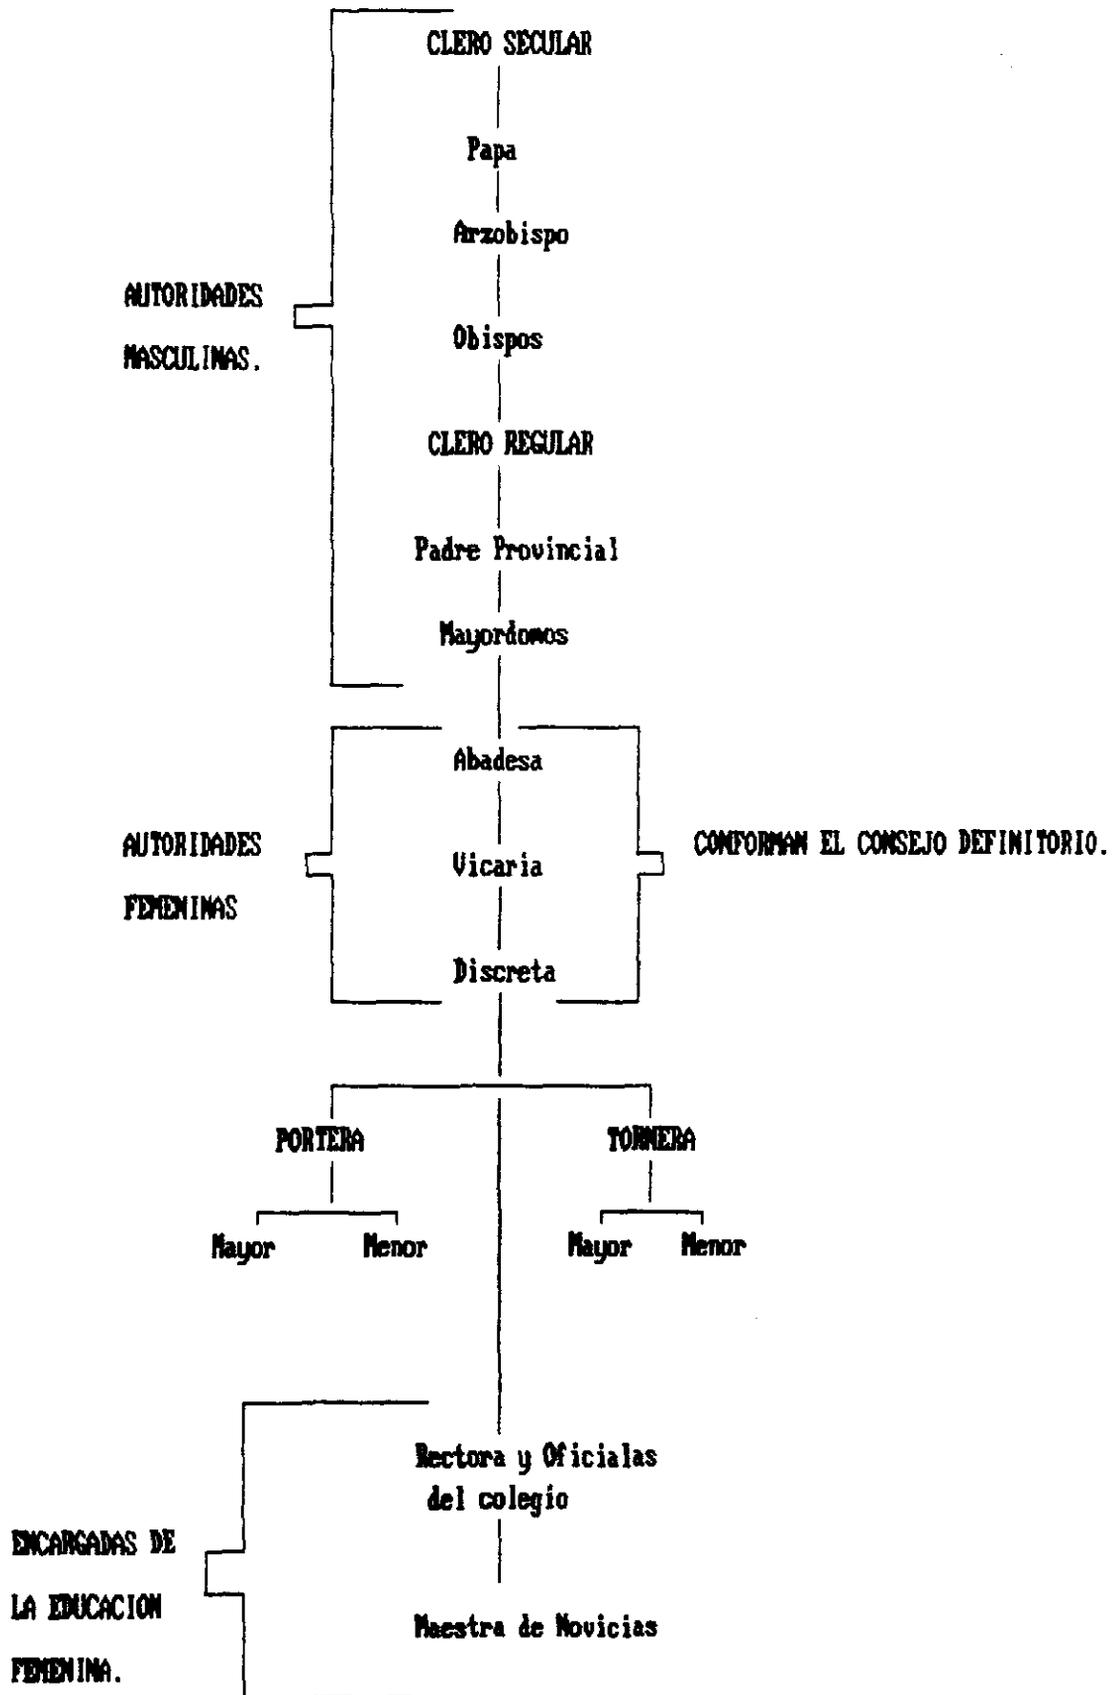 CLERO SECULAR
Papa
Arzobispo
Obispos
AUTORIDADES
MASCULINAS.
CLERO REGULAR
Padre Provincial
Mayordomos
Abadesa
Vicaria
Discreta
AUTORIDADES
FEMENINAS
CONFORMAN EL CONSEJO DEFINITORIO.
PORTERA
Mayor
Menor
TORNERA
Mayor
Menor
Rectora y Oficialas
del colegio
Maestra de Novicias
ENCARGADAS DE
LA EDUCACION
FEMENINA.